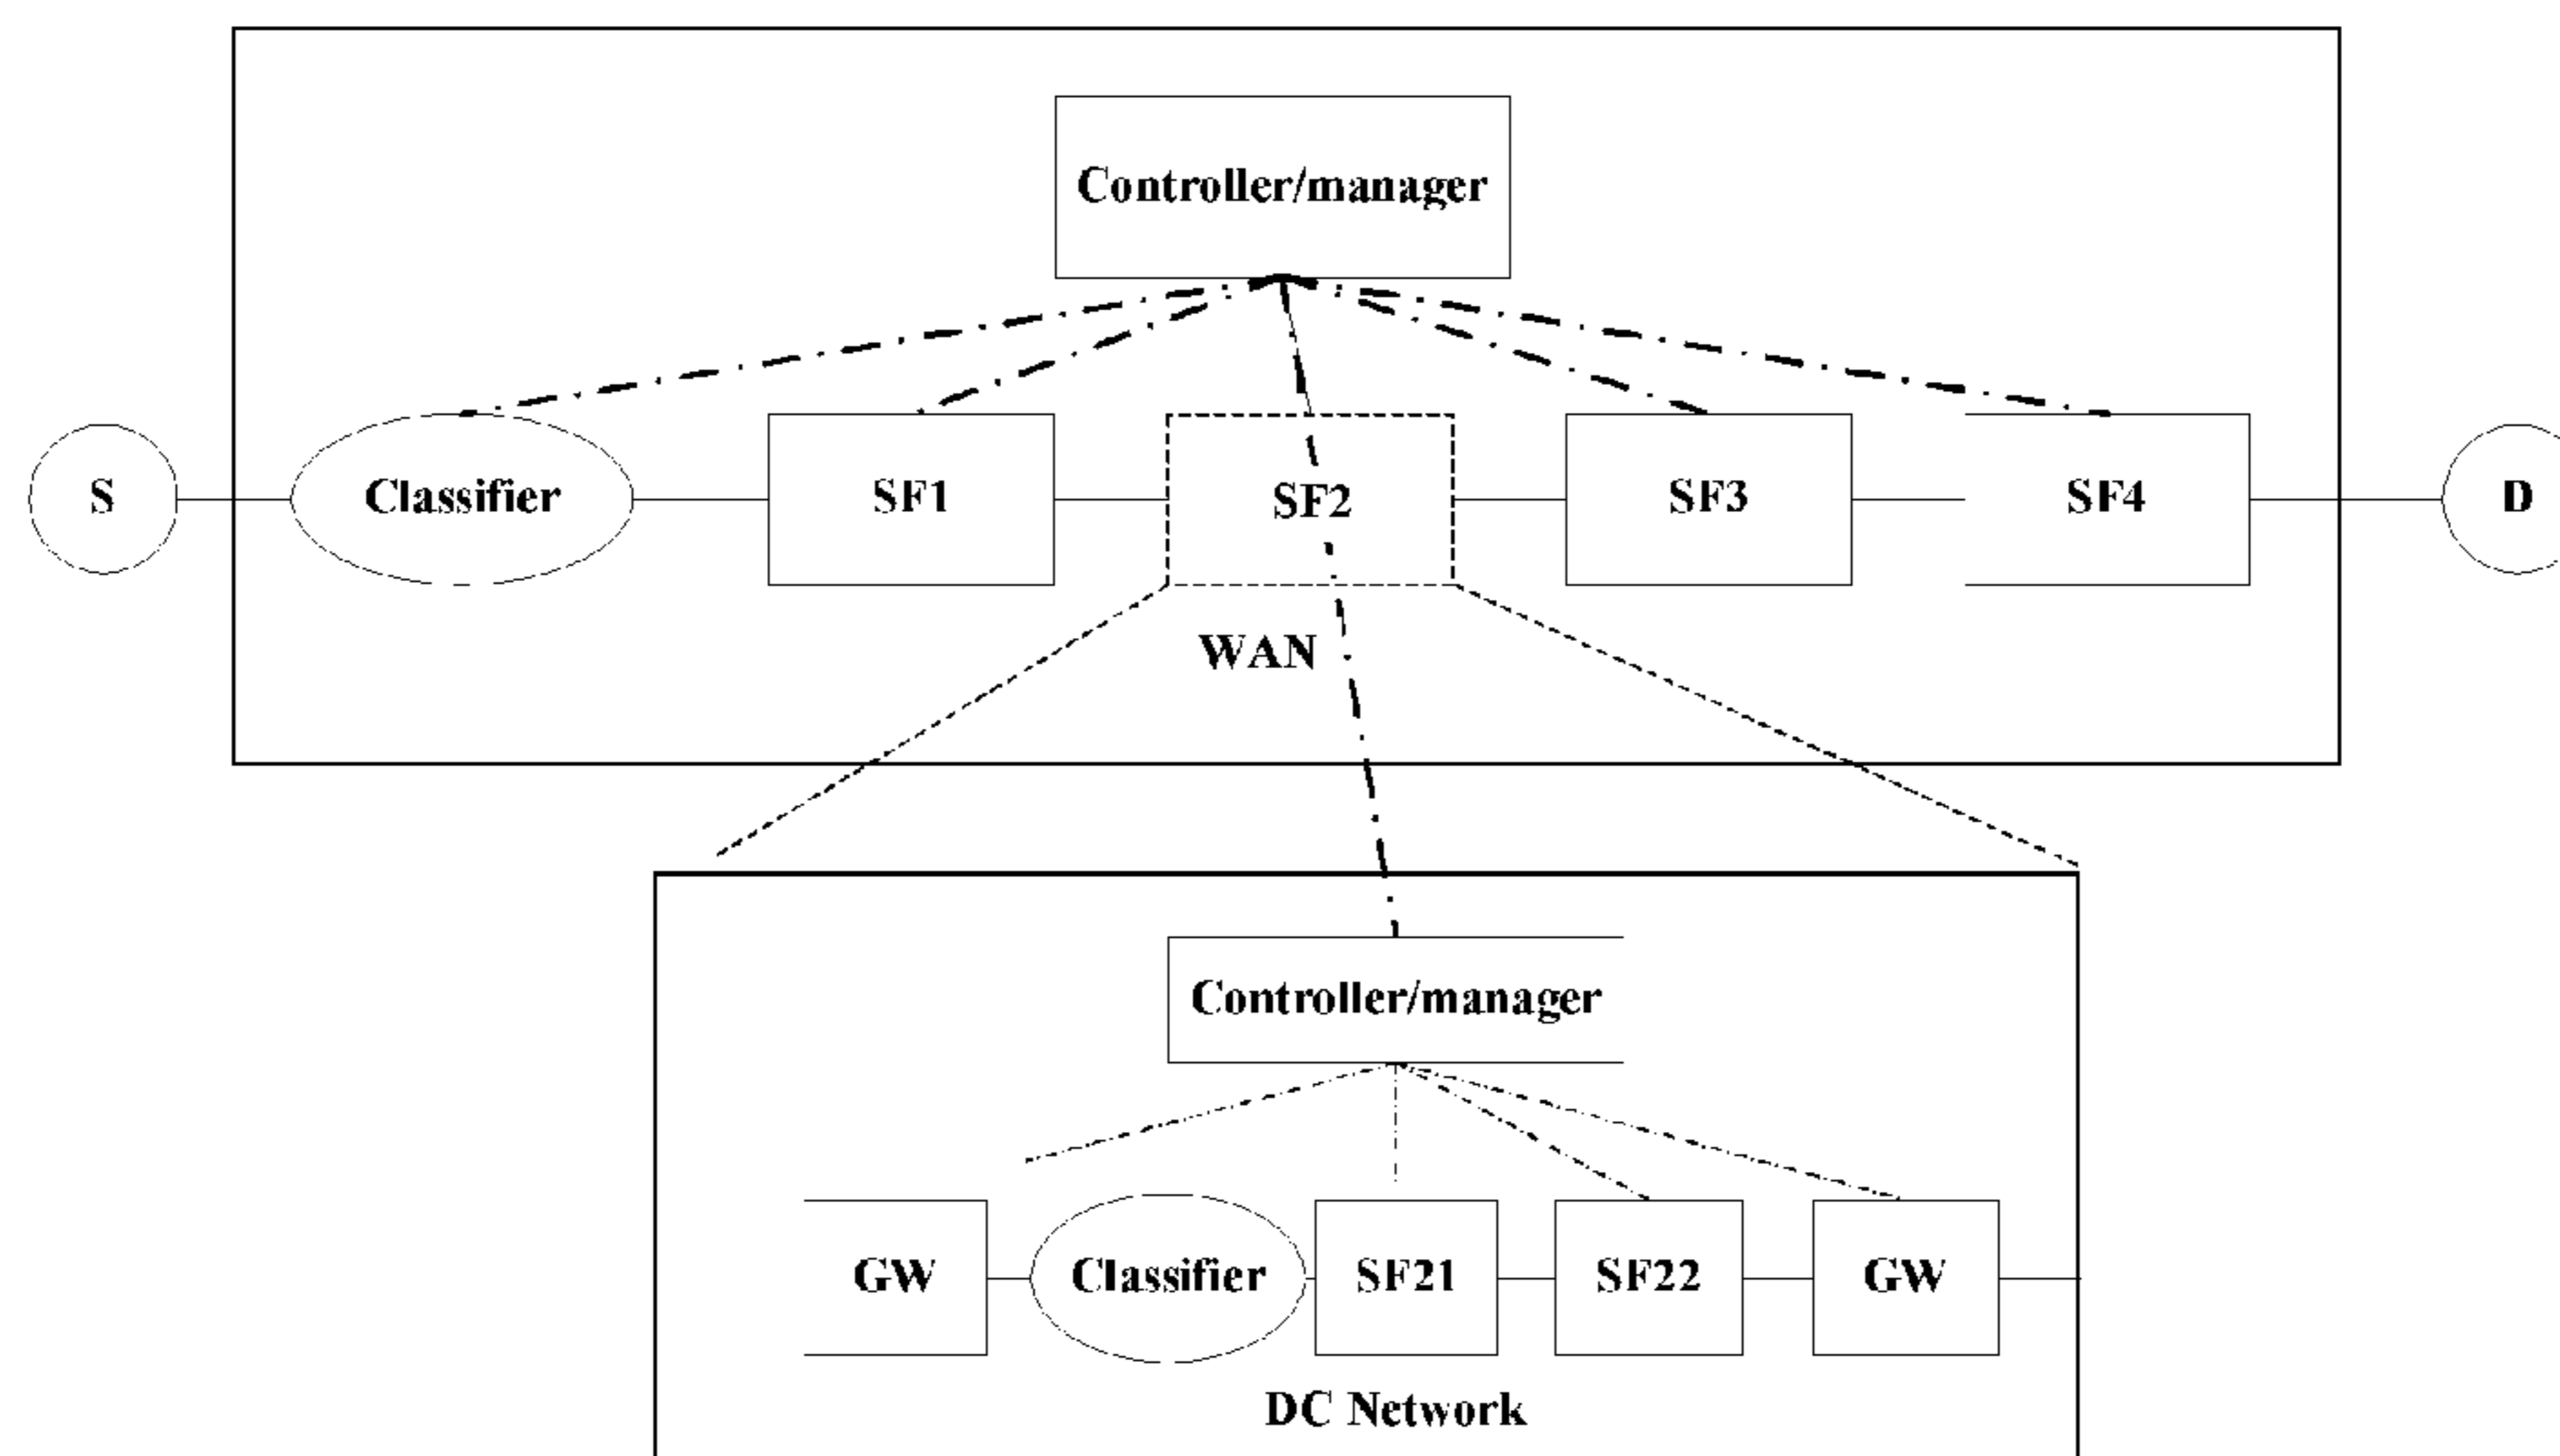 Controller/manager
S
Classifier
SF1
SF2
SF3
SF4
D
WAN
Controller/manager
GW
Classifier
SF21
SF22
GW
DC Network